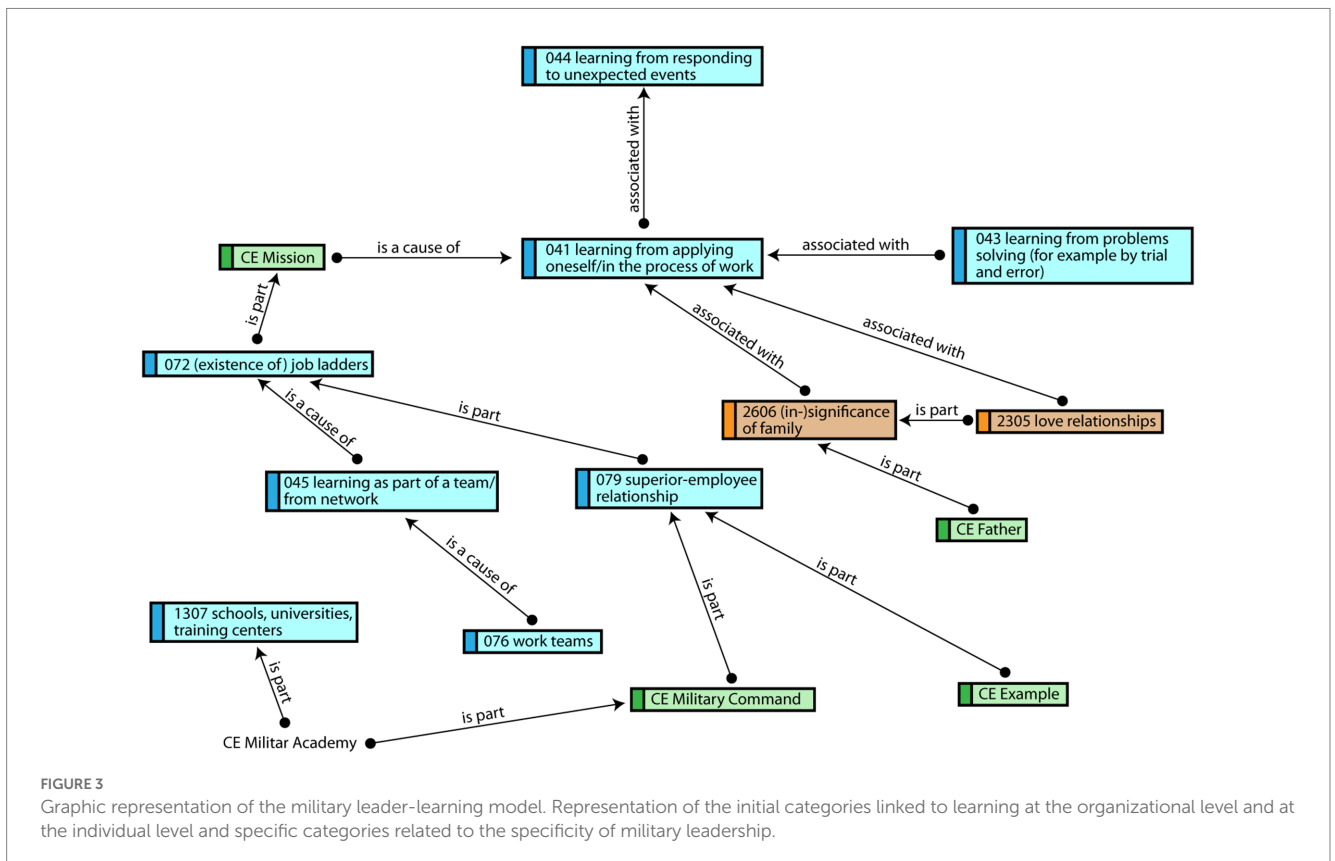 044 learning from responding
to unexpected events
associated with
CE Mission
is a cause of
041 learning from applying
oneself/in the process of work
associated with
043 learning from problems
solving (for example by trial
and error)
is part
associated with
associated with
072 (existence of) job ladders
is a cause of
is part
2606 (in-)significance
of family
is part
2305 love relationships
045 learning as part of a team/
from network
079 superior-employee
relationship
is part
CE Father
is a cause of
is part
is part
1307 schools, universities,
training centers
076 work teams
is part
CE Military Command
CE Example
is part
CE Militar Academy
FIGURE 3
Graphic representation of the military leader-learning model. Representation of the initial categories linked to learning at the organizational level and at
the individual level and specific categories related to the specificity of military leadership.